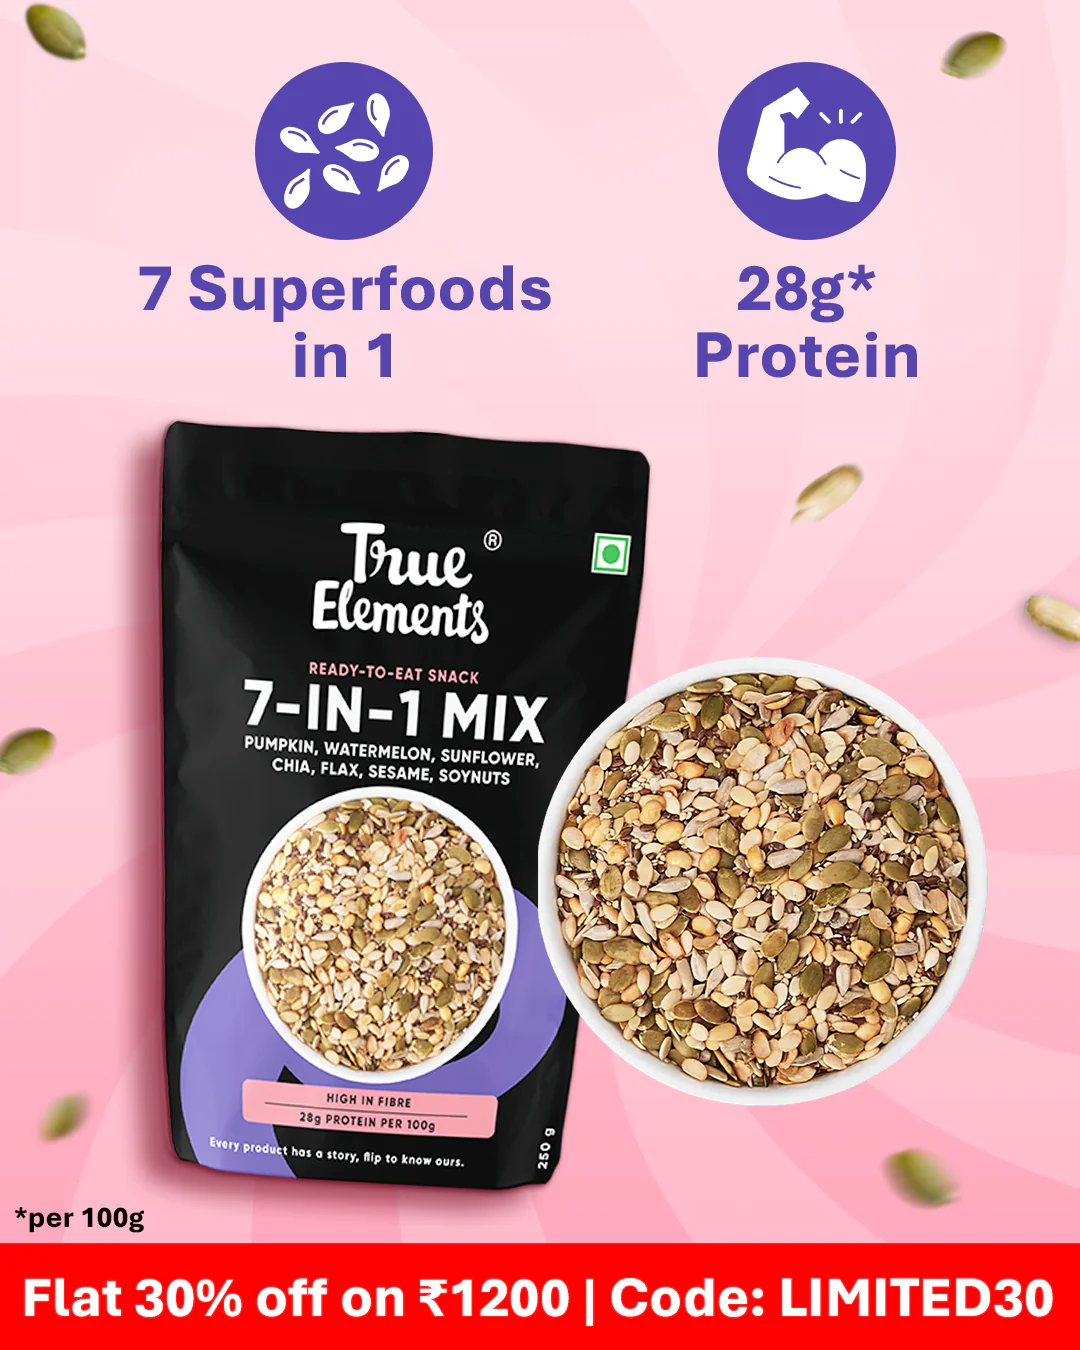 7 Superfoods
in 1
28g*
Protein
True
Elements
®
READY-TO-EAT SNACK
7-IN-1 MIX
PUMPKIN, WATERMELON, SUNFLOWER,
CHIA, FLAX, SESAME, SOYNUTS
HIGH IN FIBRE
28g PROTEIN PER 100g
Every product has a story, flip to know ours.
250 g
*per 100g
Flat 30% off on ₹1200 | Code: LIMITED30